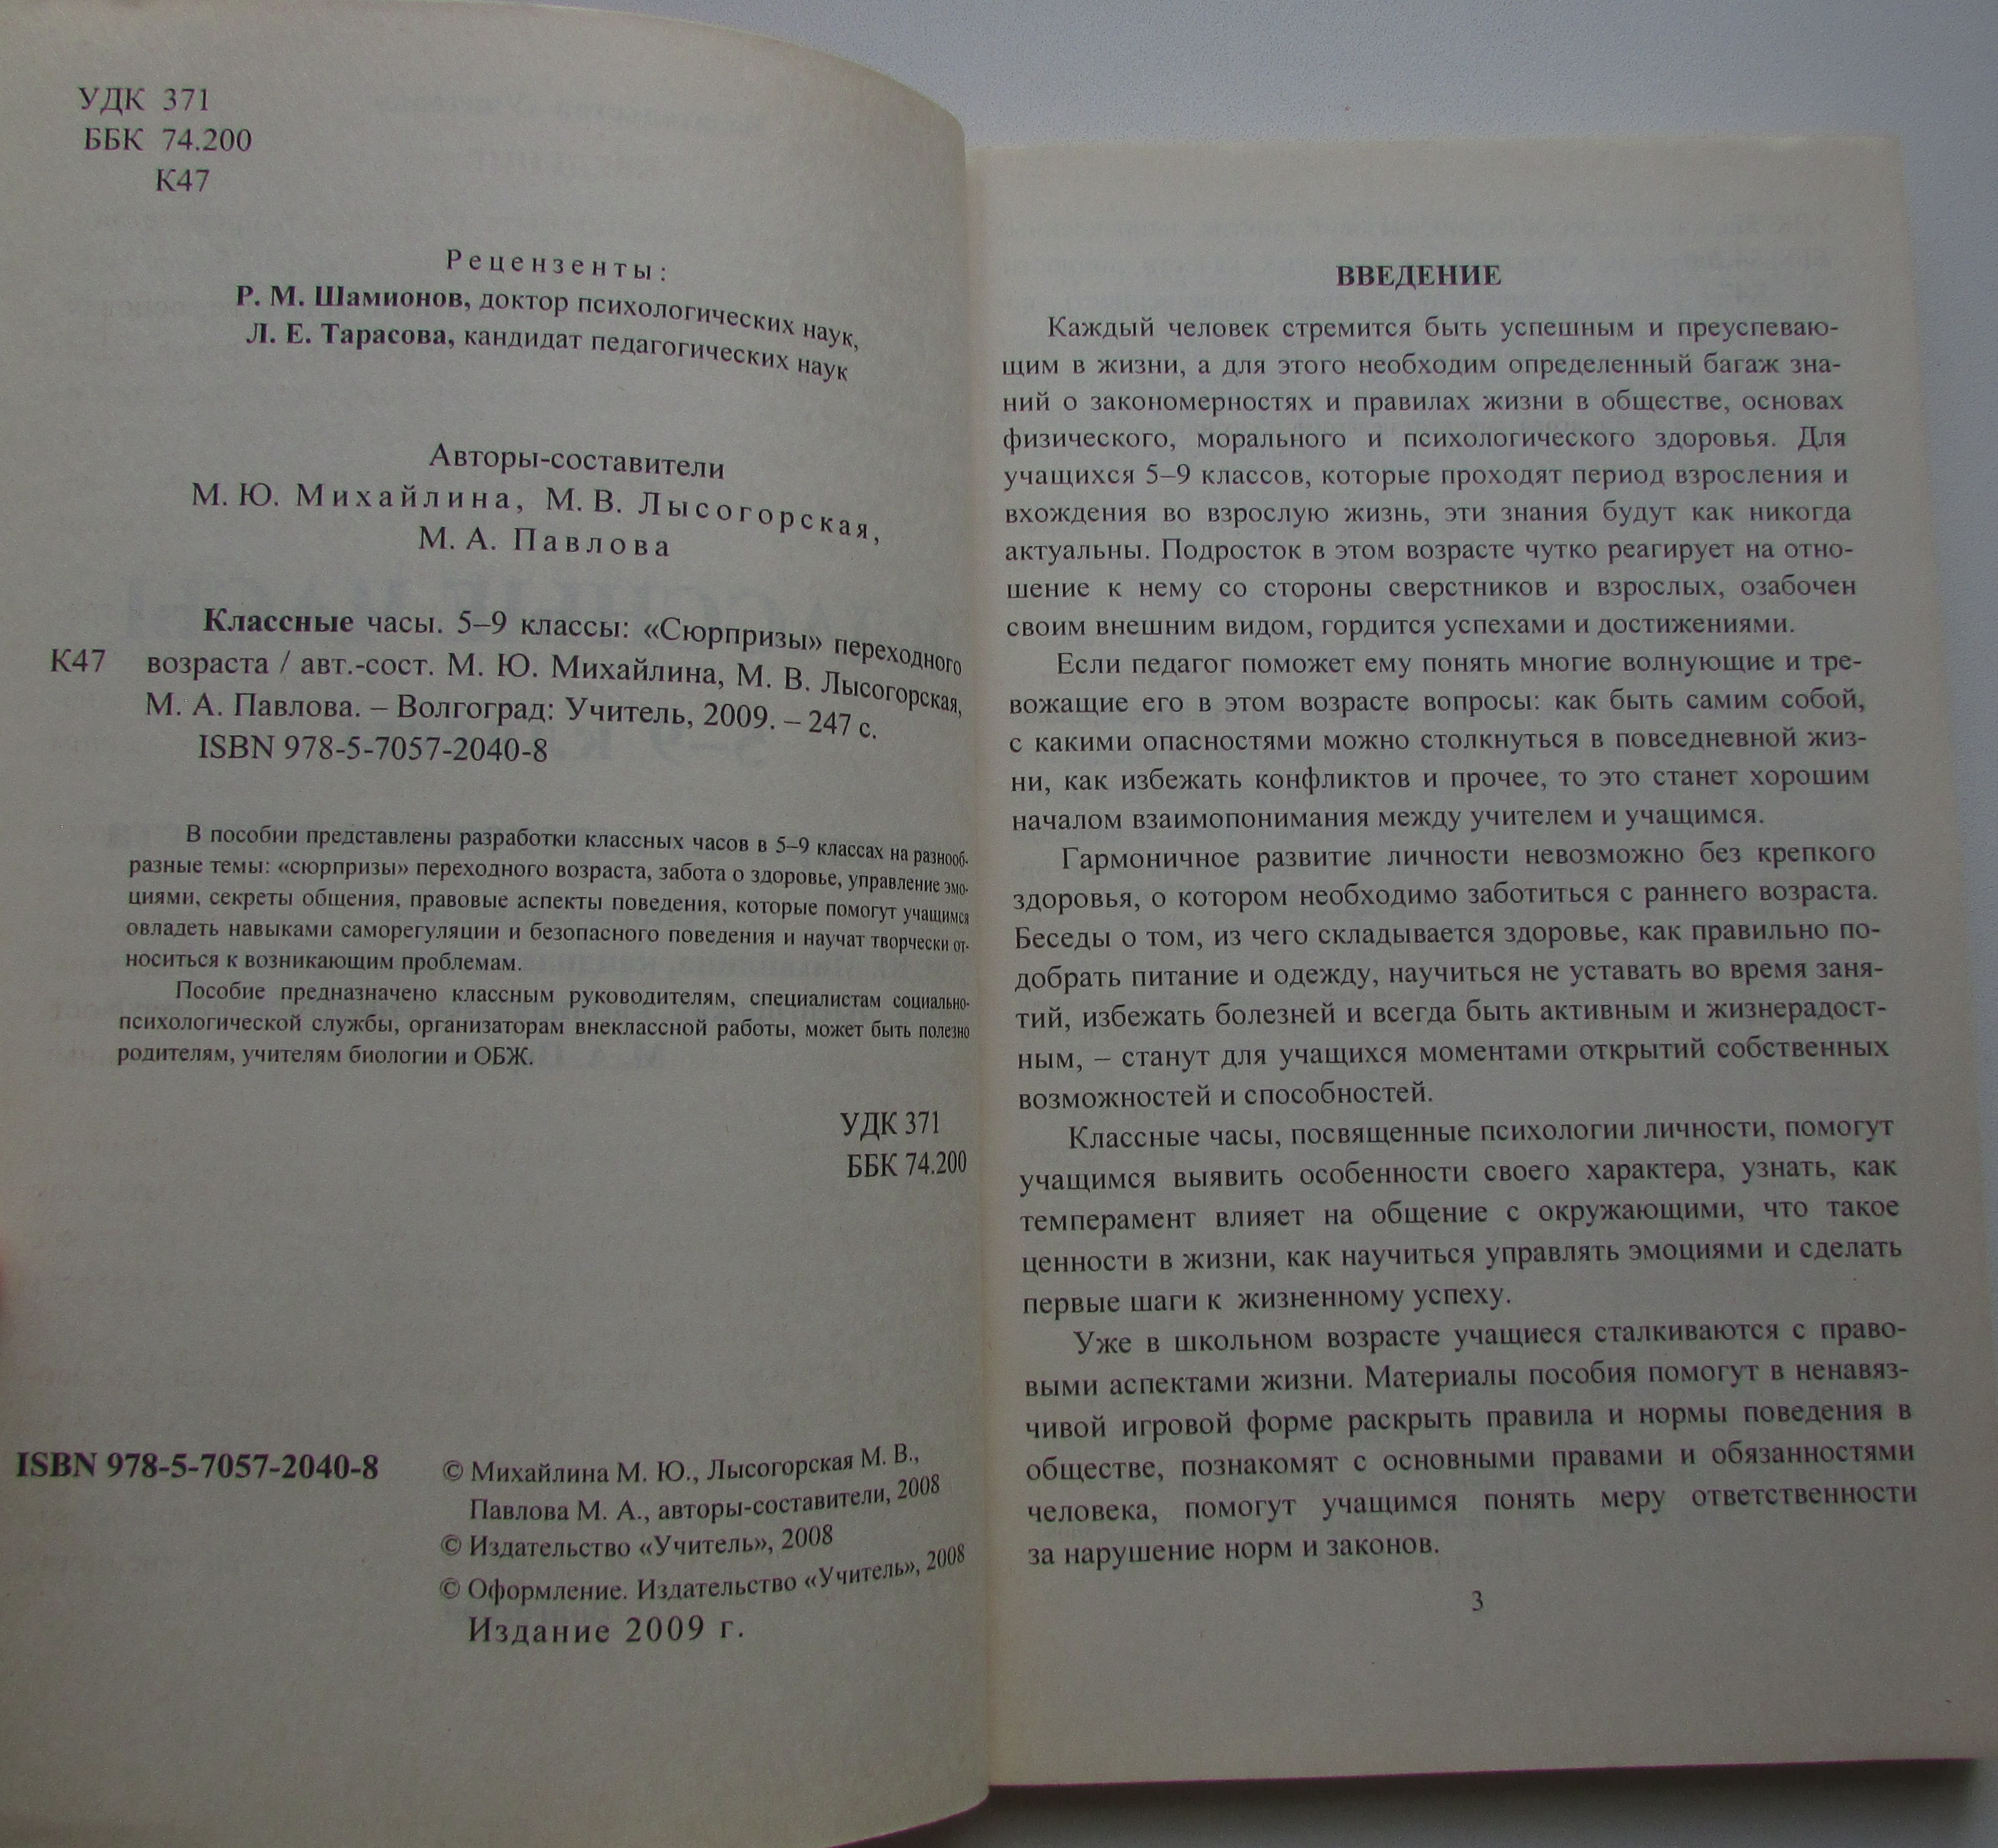 УДК 371
ББК 74.200
К47
Рецензенты:
Р. М. Шамионов, доктор психологических наук,
Л. Е. Тарасова, кандидат педагогических наук
Авторы-составители
М. Ю. Михайлина, М. В. Лысогорская,
М. А. Павлова
Классные часы. 5–9 классы: «Сюрпризы» переходного
К47 возраста / авт.-сост. М. Ю. Михайлина, М. В. Лысогорская,
М. А. Павлова. – Волгоград: Учитель, 2009. – 247 с.
ISBN 978-5-7057-2040-8
В пособии представлены разработки классных часов в 5–9 классах на разнооб-
разные темы: «сюрпризы» переходного возраста, забота о здоровье, управление эмо-
циями, секреты общения, правовые аспекты поведения, которые помогут учащимся
овладеть навыками саморегуляции и безопасного поведения и научат творчески от-
носиться к возникающим проблемам.
Пособие предназначено классным руководителям, специалистам социально-
психологической службы, организаторам внеклассной работы, может быть полезно
родителям, учителям биологии и ОБЖ.
УДК 371
ББК 74.200
ISBN 978-5-7057-2040-8
© Михайлина М. Ю., Лысогорская М. В.,
Павлова М. А., авторы-составители, 2008
© Издательство «Учитель», 2008
© Оформление. Издательство «Учитель», 2008
Издание 2009 г.
ВВЕДЕНИЕ
Каждый человек стремится быть успешным и преуспеваю-
щим в жизни, а для этого необходим определенный багаж зна-
ний о закономерностях и правилах жизни в обществе, основах
физического, морального и психологического здоровья. Для
учащихся 5–9 классов, которые проходят период взросления и
вхождения во взрослую жизнь, эти знания будут как никогда
актуальны. Подросток в этом возрасте чутко реагирует на отно-
шение к нему со стороны сверстников и взрослых, озабочен
своим внешним видом, гордится успехами и достижениями.
Если педагог поможет ему понять многие волнующие и тре-
вожащие его в этом возрасте вопросы: как быть самим собой,
с какими опасностями можно столкнуться в повседневной жиз-
ни, как избежать конфликтов и прочее, то это станет хорошим
началом взаимопонимания между учителем и учащимся.
Гармоничное развитие личности невозможно без крепкого
здоровья, о котором необходимо заботиться с раннего возраста.
Беседы о том, из чего складывается здоровье, как правильно по-
добрать питание и одежду, научиться не уставать во время заня-
тий, избежать болезней и всегда быть активным и жизнерадост-
ным, – станут для учащихся моментами открытий собственных
возможностей и способностей.
Классные часы, посвященные психологии личности, помогут
учащимся выявить особенности своего характера, узнать, как
темперамент влияет на общение с окружающими, что такое
ценности в жизни, как научиться управлять эмоциями и сделать
первые шаги к жизненному успеху.
Уже в школьном возрасте учащиеся сталкиваются с право-
выми аспектами жизни. Материалы пособия помогут в ненавяз-
чивой игровой форме раскрыть правила и нормы поведения в
обществе, познакомят с основными правами и обязанностями
человека, помогут учащимся понять меру ответственности
за нарушение норм и законов.
3